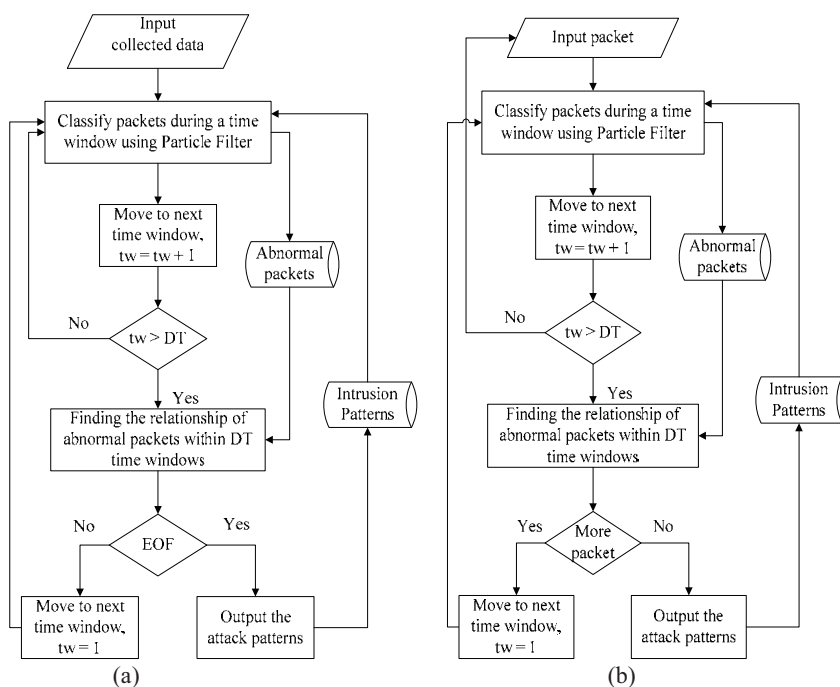 Input
collected data
Classify packets during a time
window using Particle Filter
Move to next
time window,
tw = tw + 1
Abnormal
packets
No
tw > DT
Yes
Intrusion
Patterns
Finding the relationship of
abnormal packets within DT
time windows
No
Yes
EOF
Move to next
time window,
tw = 1
Output the
attack patterns
(a)
Input packet
Classify packets during a time
window using Particle Filter
Move to next
time window,
tw = tw + 1
Abnormal
packets
No
tw > DT
Yes
Intrusion
Patterns
Finding the relationship of
abnormal packets within DT
time windows.
Yes
No
More
packet
Move to next
time window,
tw = 1
Output the
attack patterns
(b)